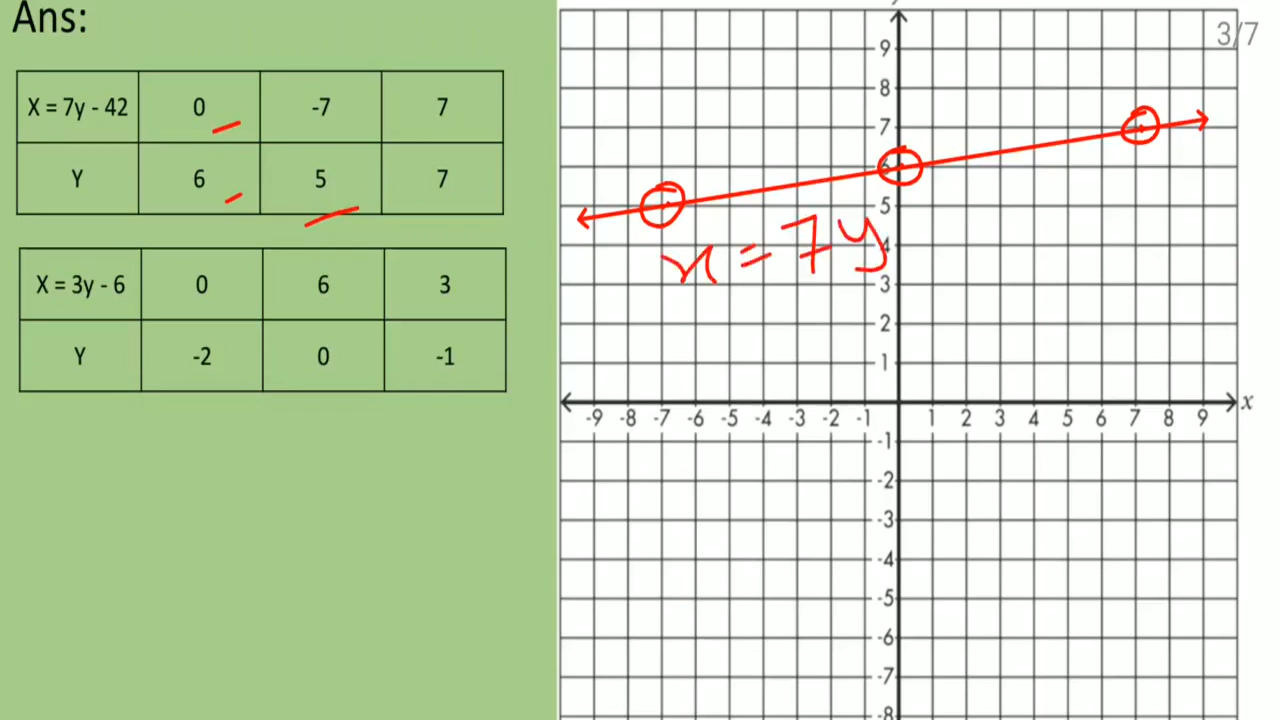 Ans:
3/7
X = 7y - 42 0 -7 7
Y 6 5 7
X = 3y - 6 0 6 3
Y -2 0 -1
9
8
7
6
5
x = 7y
4
3
2
1
-9 -8 -7 -6 -5 -4 -3 -2 -1 1 2 3 4 5 6 7 8 9 x
-1
-2
-3
-4
-5
-6
-7
-8